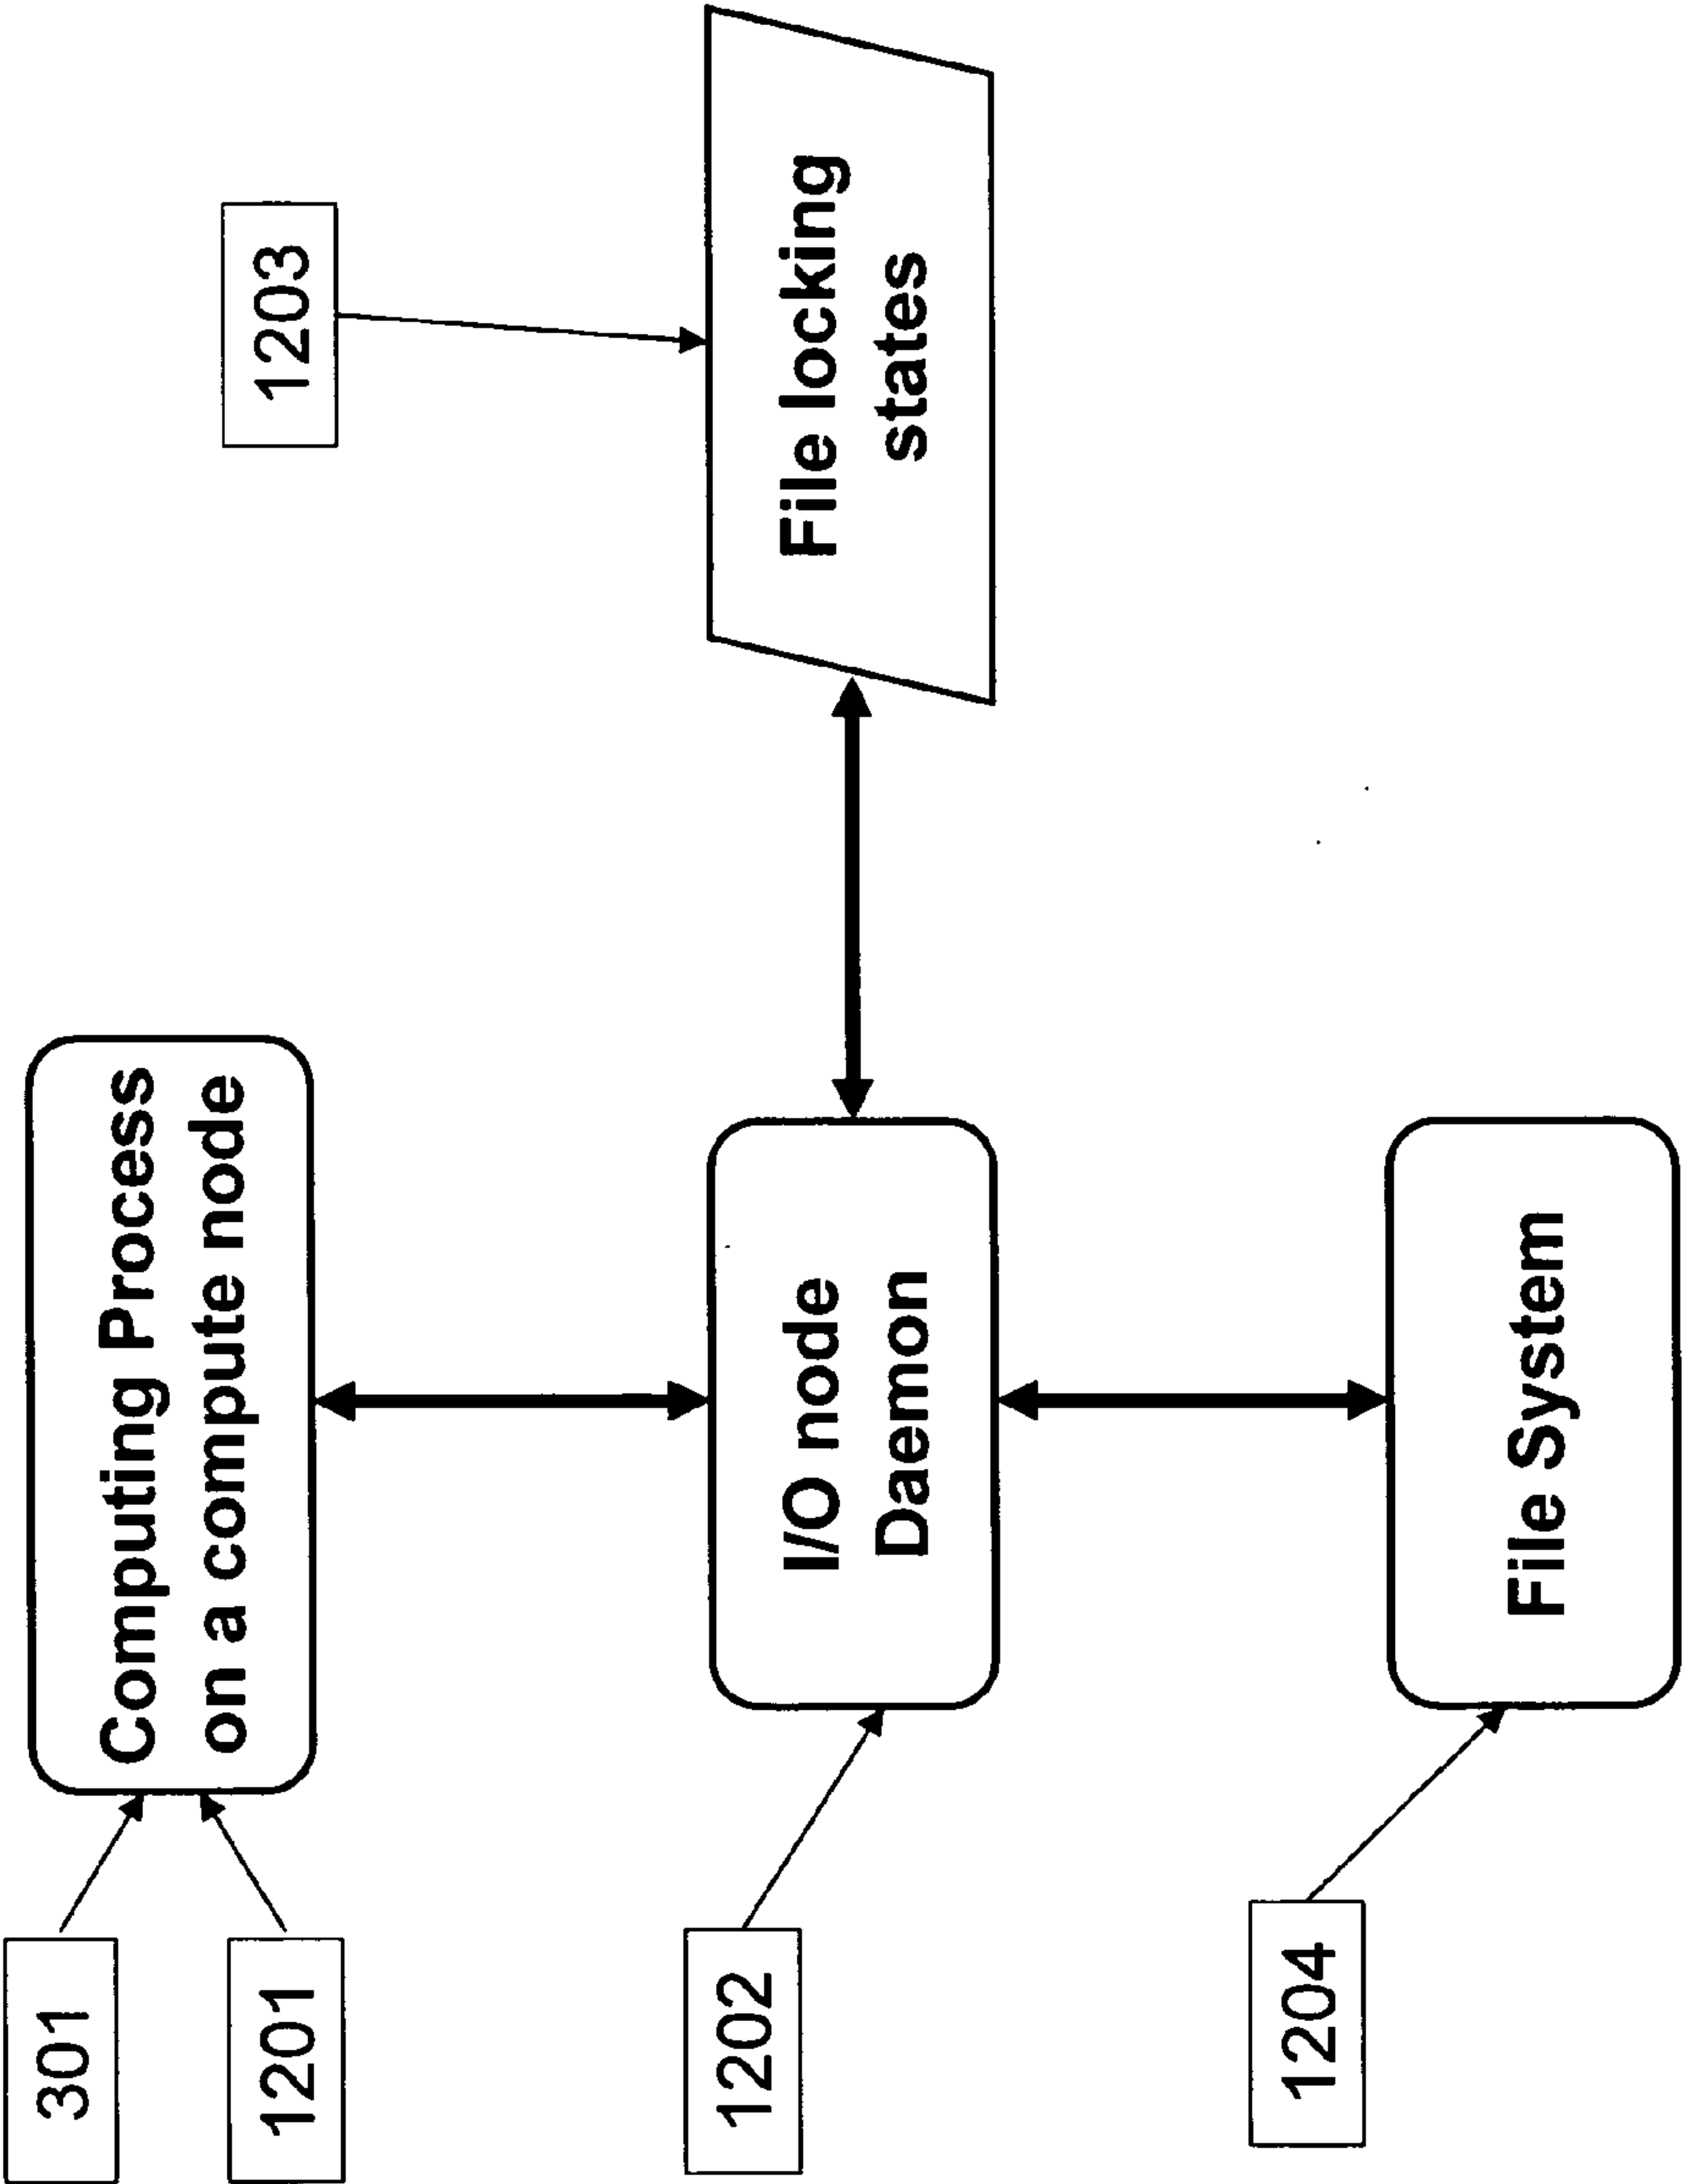 301
1201
Computing Process
on a compute node
1203
1202
I/O node
Daemon
File locking
states
1204
File System